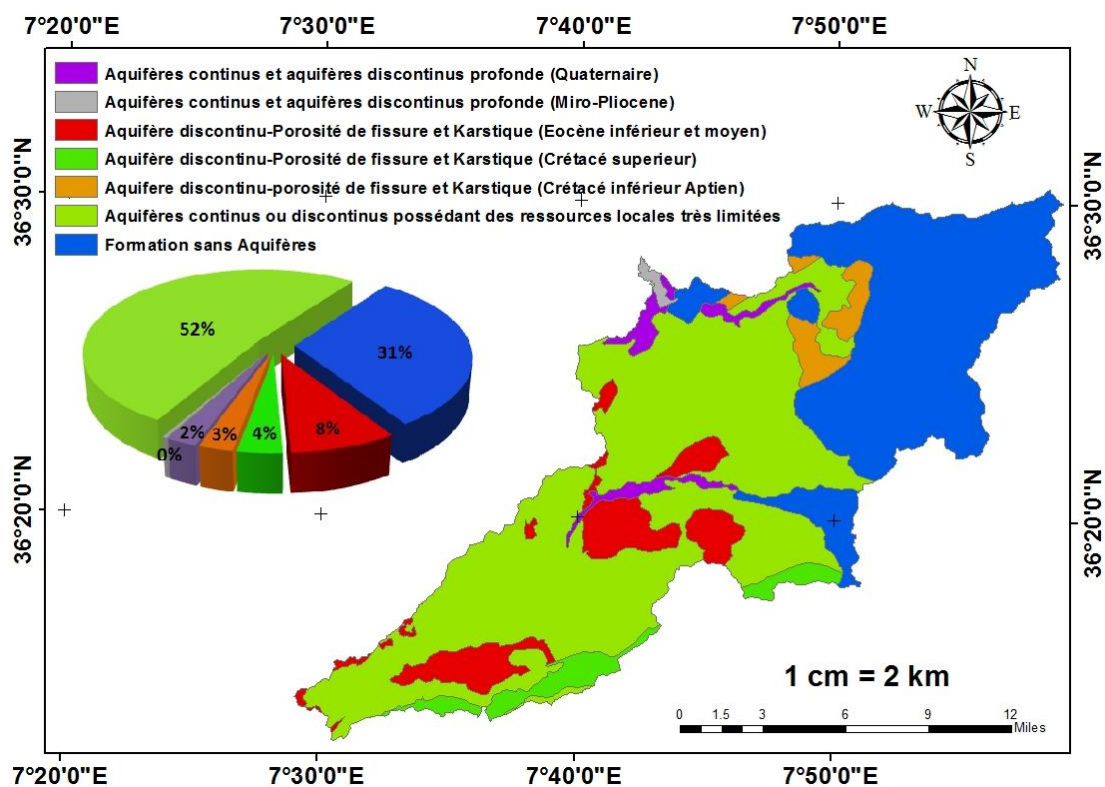 7°20'0"E 7°30'0"E 7°40'0"E 7°50'0"E
Aquifères continus et aquifères discontinus profonde (Quaternaire)
Aquifères continus et aquifères discontinus profonde (Miro-Pliocene)
Aquifère discontinu-Porosité de fissure et Karstique (Eocène inférieur et moyen)
Aquifère discontinu-Porosité de fissure et Karstique (Crétacé superieur)
Aquifere discontinu-porosité de fissure et Karstique (Crétacé inférieur Aptien)
Aquifères continus ou discontinus possédant des ressources locales très limitées
Formation sans Aquifères
N
W E
S
36°30'0"N 36°30'0"N
52%
31%
2% 3% 4% 8%
0%
36°20'0"N 36°20'0"N
1 cm = 2 km
0 1.5 3 6 9 12
Miles
7°20'0"E 7°30'0"E 7°40'0"E 7°50'0"E